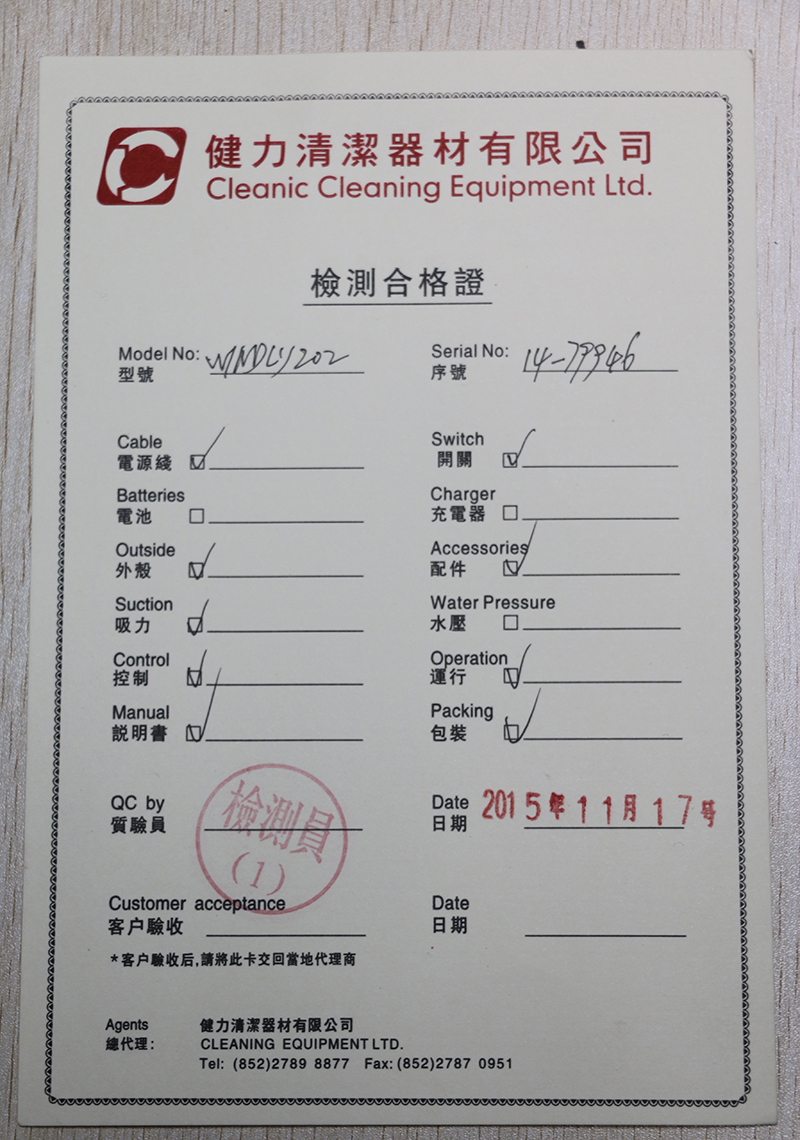 健力清潔器材有限公司
Cleanic Cleaning Equipment Ltd.
檢測合格證
Model No:
型號
Serial No: 14-79946
序號
Cable
電源綫
Switch
開關
Batteries
電池
Charger
充電器
Outside
外殼
Accessories
配件
Suction
吸力
Water Pressure
水壓
Control
控制
Operation
運行
Manual
説明書
Packing
包裝
QC by
質驗員
檢測員
(1)
Date 2015年11月17号
日期
Customer acceptance
客户驗收
Date
日期
*客户驗收后,請將此卡交回當地代理商
Agents 健力清潔器材有限公司
總代理: CLEANING EQUIPMENT LTD.
Tel: (852)2789 8877 Fax: (852)2787 0951